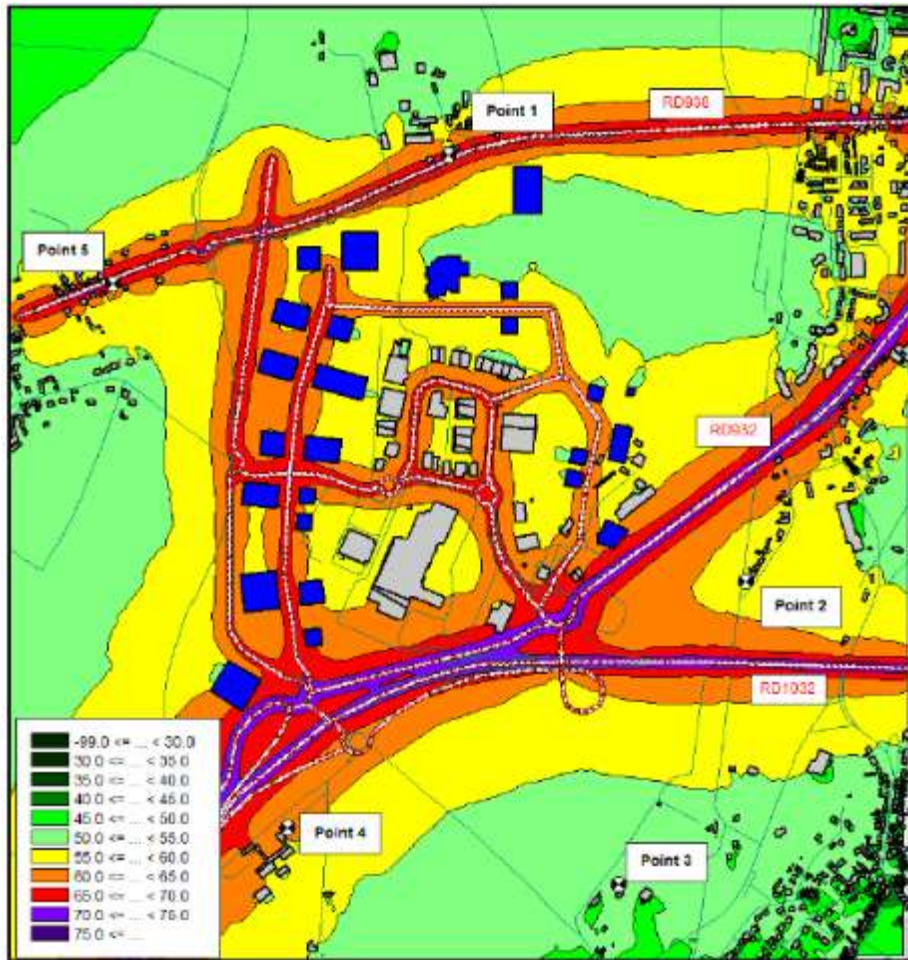 Point 1
Point 5
RD932
Point 2
RD1032
-99.0 <= ... < 30.0
30.0 <= ... < 35.0
35.0 <= ... < 40.0
40.0 <= ... < 45.0
45.0 <= ... < 50.0
50.0 <= ... < 55.0
55.0 <= ... < 60.0
60.0 <= ... < 65.0
65.0 <= ... < 70.0
70.0 <= ... < 75.0
75.0 <= ...
Point 4
Point 3